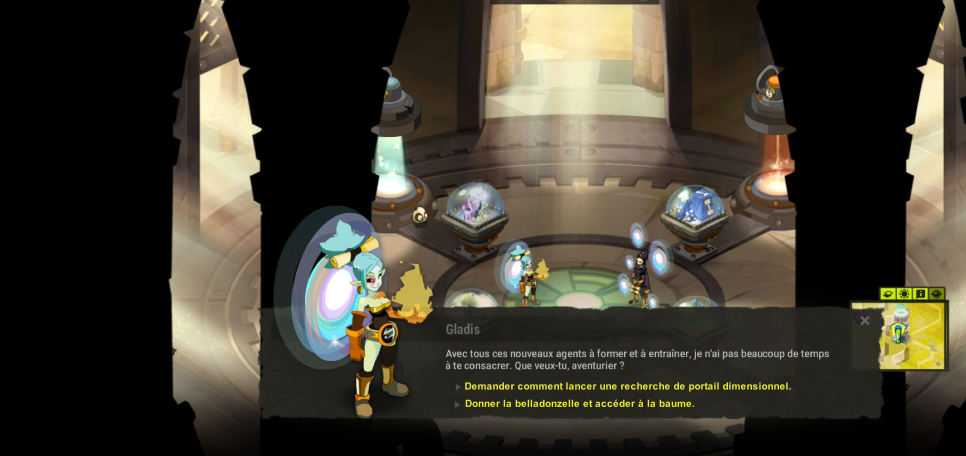 Gladis
Avec tous ces nouveaux agents à former et à entraîner, je n'ai pas beaucoup de temps
à te consacrer. Que veux-tu, aventurier ?
Demander comment lancer une recherche de portail dimensionnel.
Donner la belladonzelle et accéder à la baume.